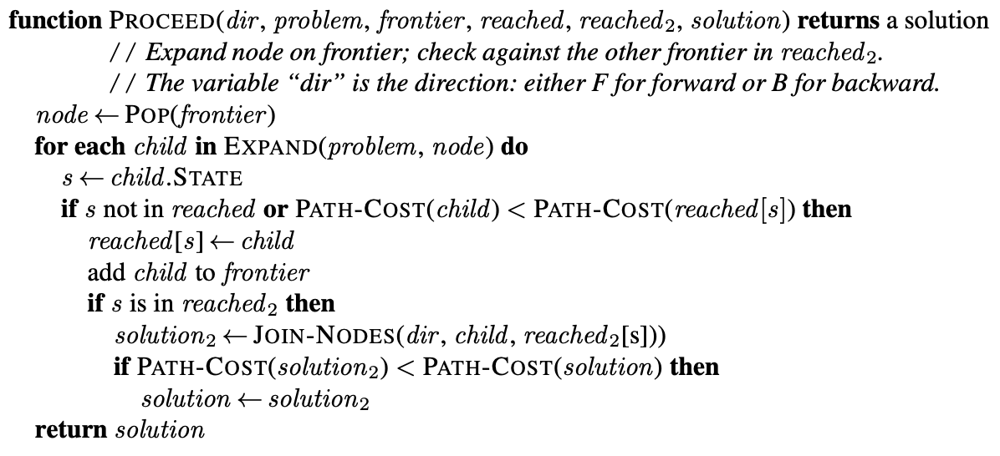 function PROCEED(dir, problem, frontier, reached, reached₂, solution) returns a solution
// Expand node on frontier; check against the other frontier in reached₂.
// The variable “dir” is the direction: either F for forward or B for backward.
node ← POP(frontier)
for each child in EXPAND(problem, node) do
s ← child.STATE
if s not in reached or PATH-COST(child) < PATH-COST(reached[s]) then
reached[s] ← child
add child to frontier
if s is in reached₂ then
solution₂ ← JOIN-NODES(dir, child, reached₂[s]))
if PATH-COST(solution₂) < PATH-COST(solution) then
solution ← solution₂
return solution